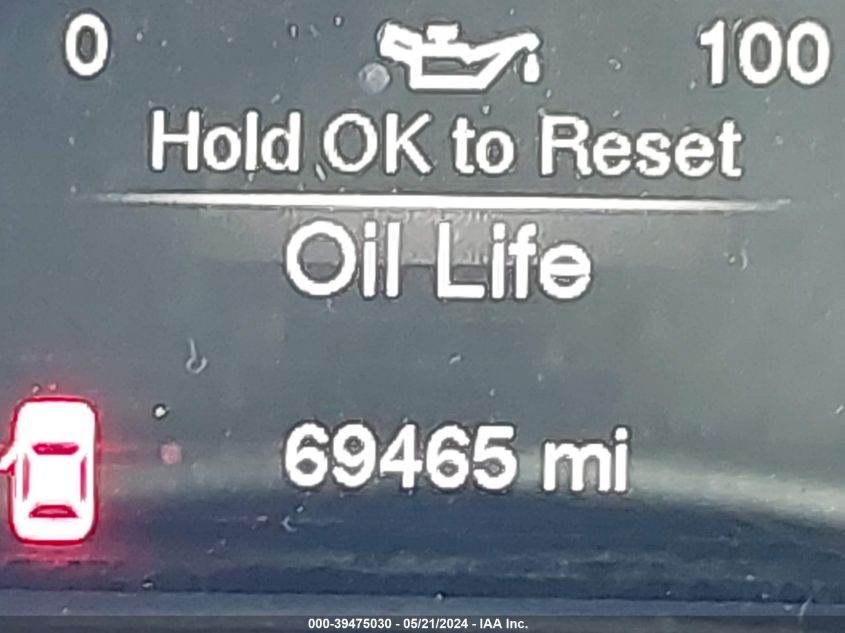 0 100
Hold OK to Reset
Oil Life
69465 mi
000-39475030 - 05/21/2024 - IAA Inc.